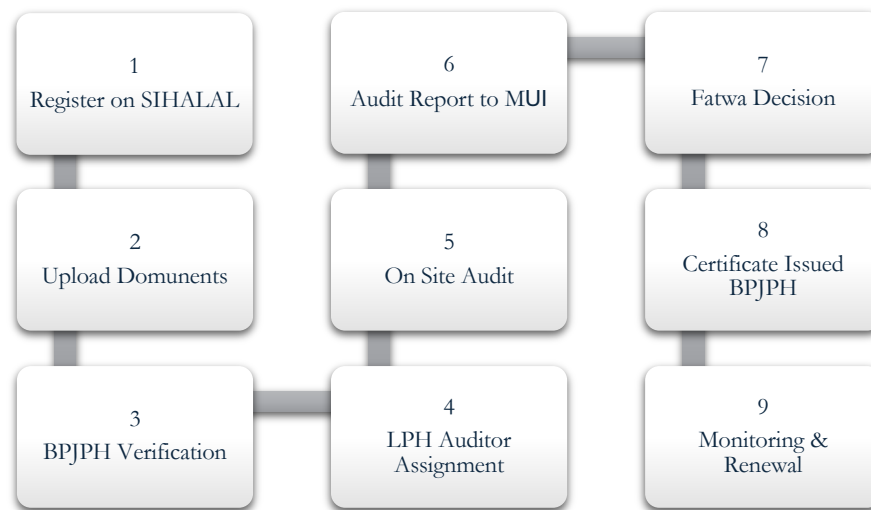 1
Register on SIHALAL
2
Upload Domunents
3
BPJPH Verification
4
LPH Auditor
Assignment
5
On Site Audit
6
Audit Report to MUI
7
Fatwa Decision
8
Certificate Issued
BPJPH
9
Monitoring &
Renewal